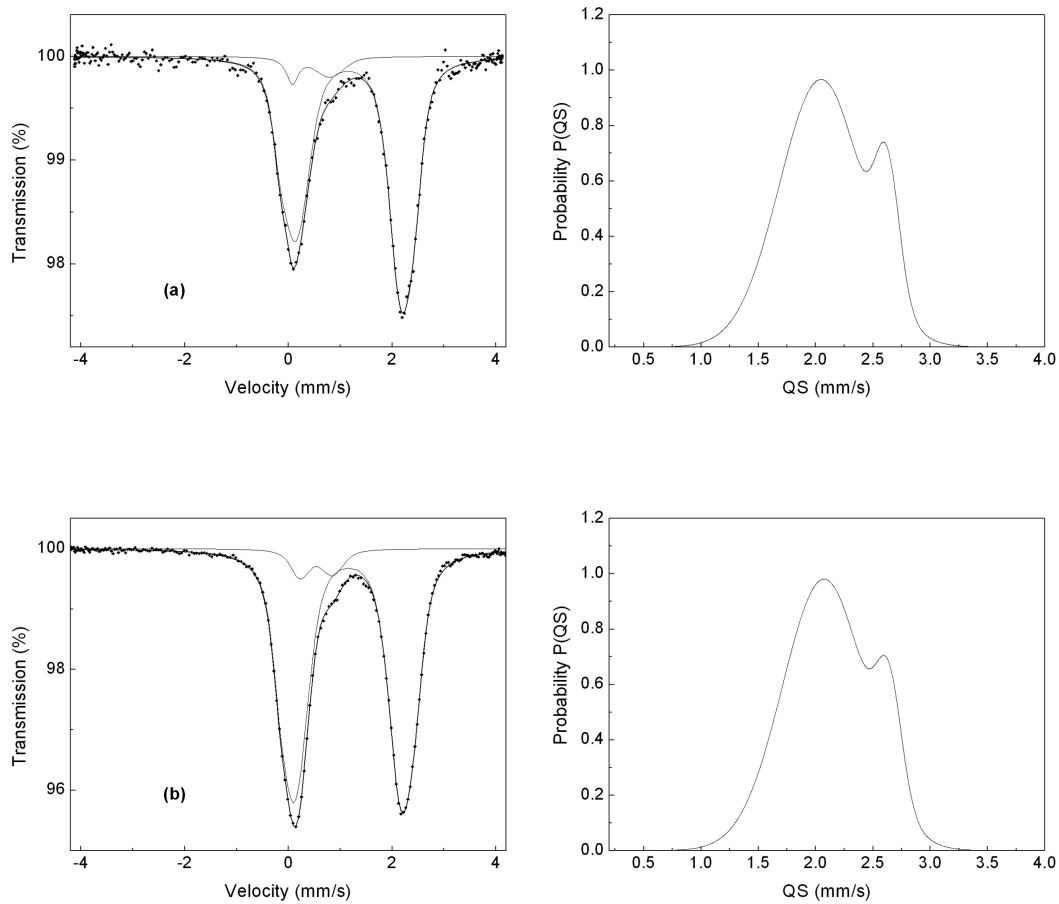 100
99
98
Transmission (%)
(a)
-4 -2 0 2 4
Velocity (mm/s)
1.2
1.0
0.8
0.6
0.4
0.2
0.0
Probability P(QS)
0.5 1.0 1.5 2.0 2.5 3.0 3.5 4.0
QS (mm/s)
100
98
96
Transmission (%)
(b)
-4 -2 0 2 4
Velocity (mm/s)
1.2
1.0
0.8
0.6
0.4
0.2
0.0
Probability P(QS)
0.5 1.0 1.5 2.0 2.5 3.0 3.5 4.0
QS (mm/s)